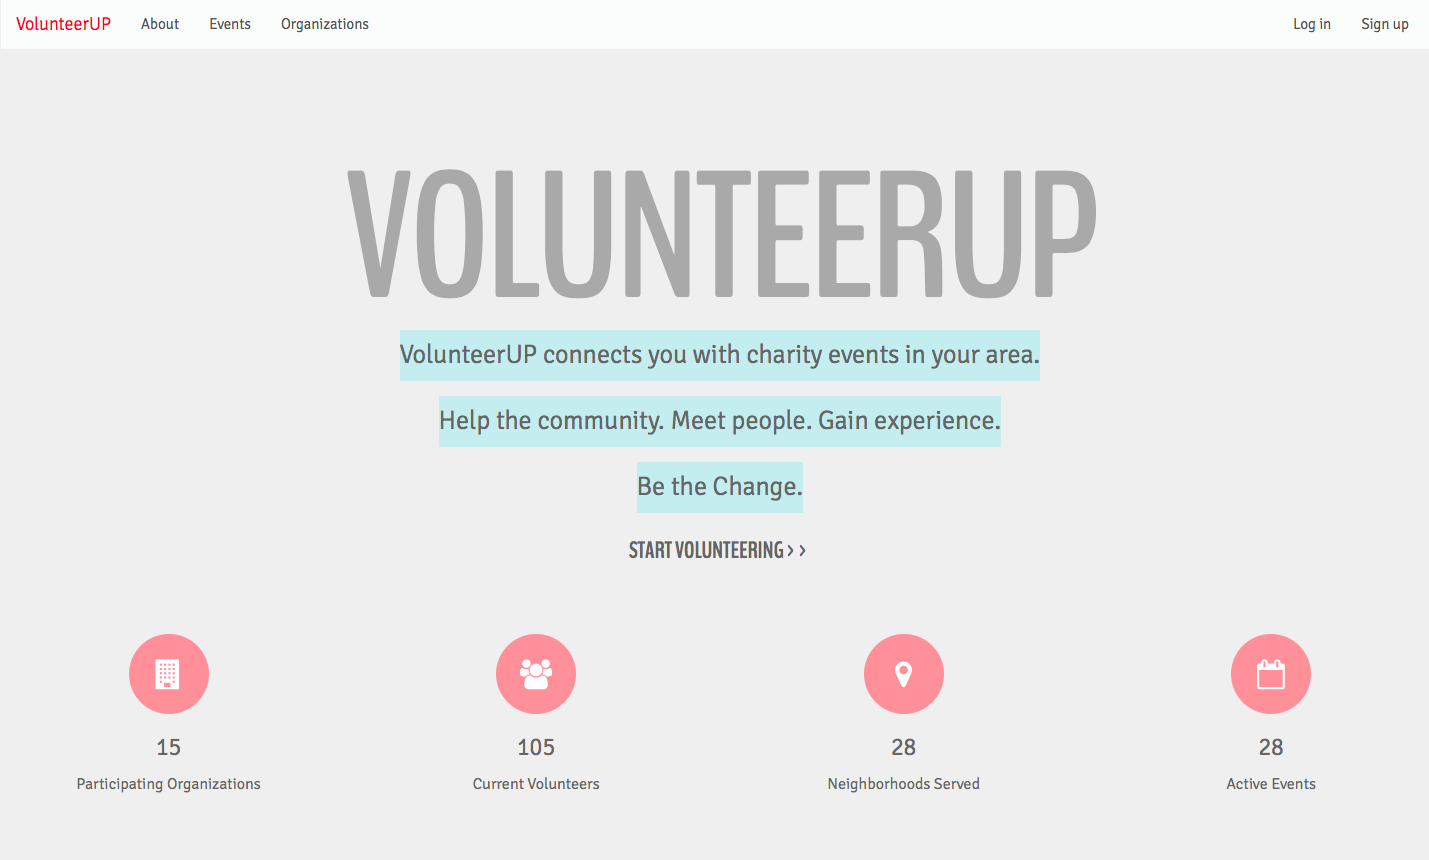 VolunteerUP About Events Organizations Log in Sign up
VOLUNTEERUP
VolunteerUP connects you with charity events in your area.
Help the community. Meet people. Gain experience.
Be the Change.
START VOLUNTEERING > >
15 105 28 28
Participating Organizations Current Volunteers Neighborhoods Served Active Events